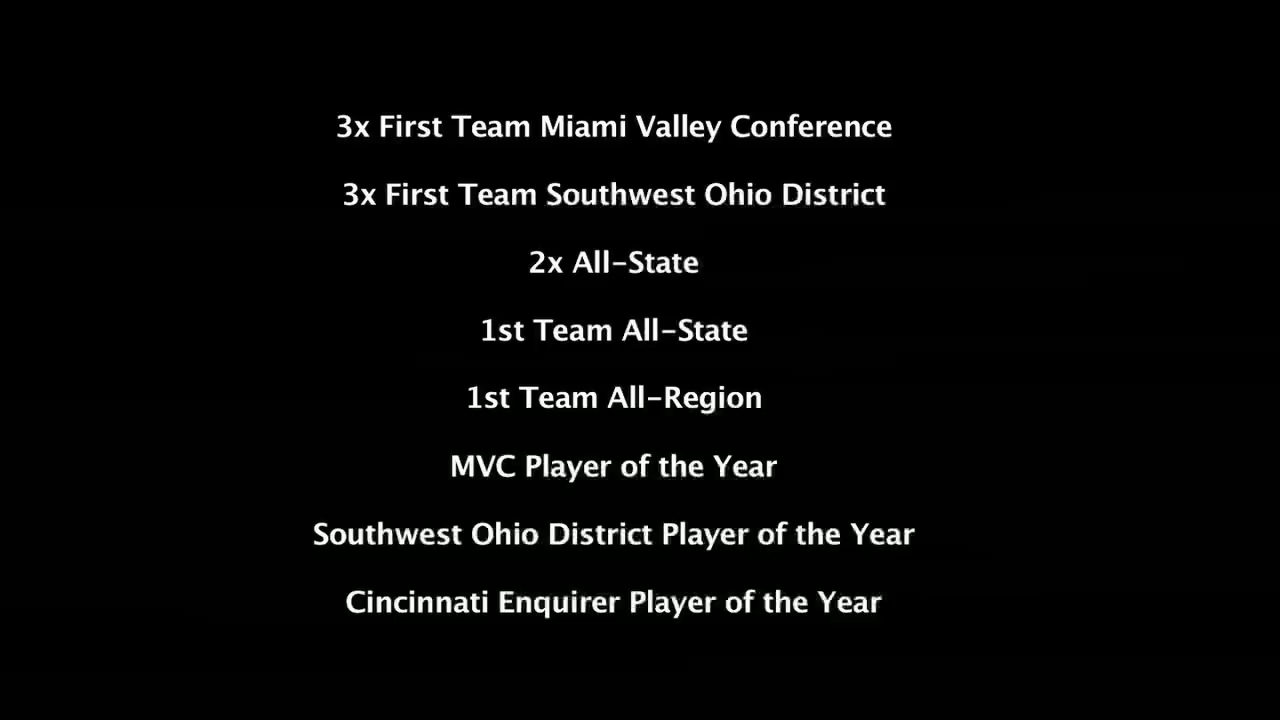 3x First Team Miami Valley Conference
3x First Team Southwest Ohio District
2x All-State
1st Team All-State
1st Team All-Region
MVC Player of the Year
Southwest Ohio District Player of the Year
Cincinnati Enquirer Player of the Year